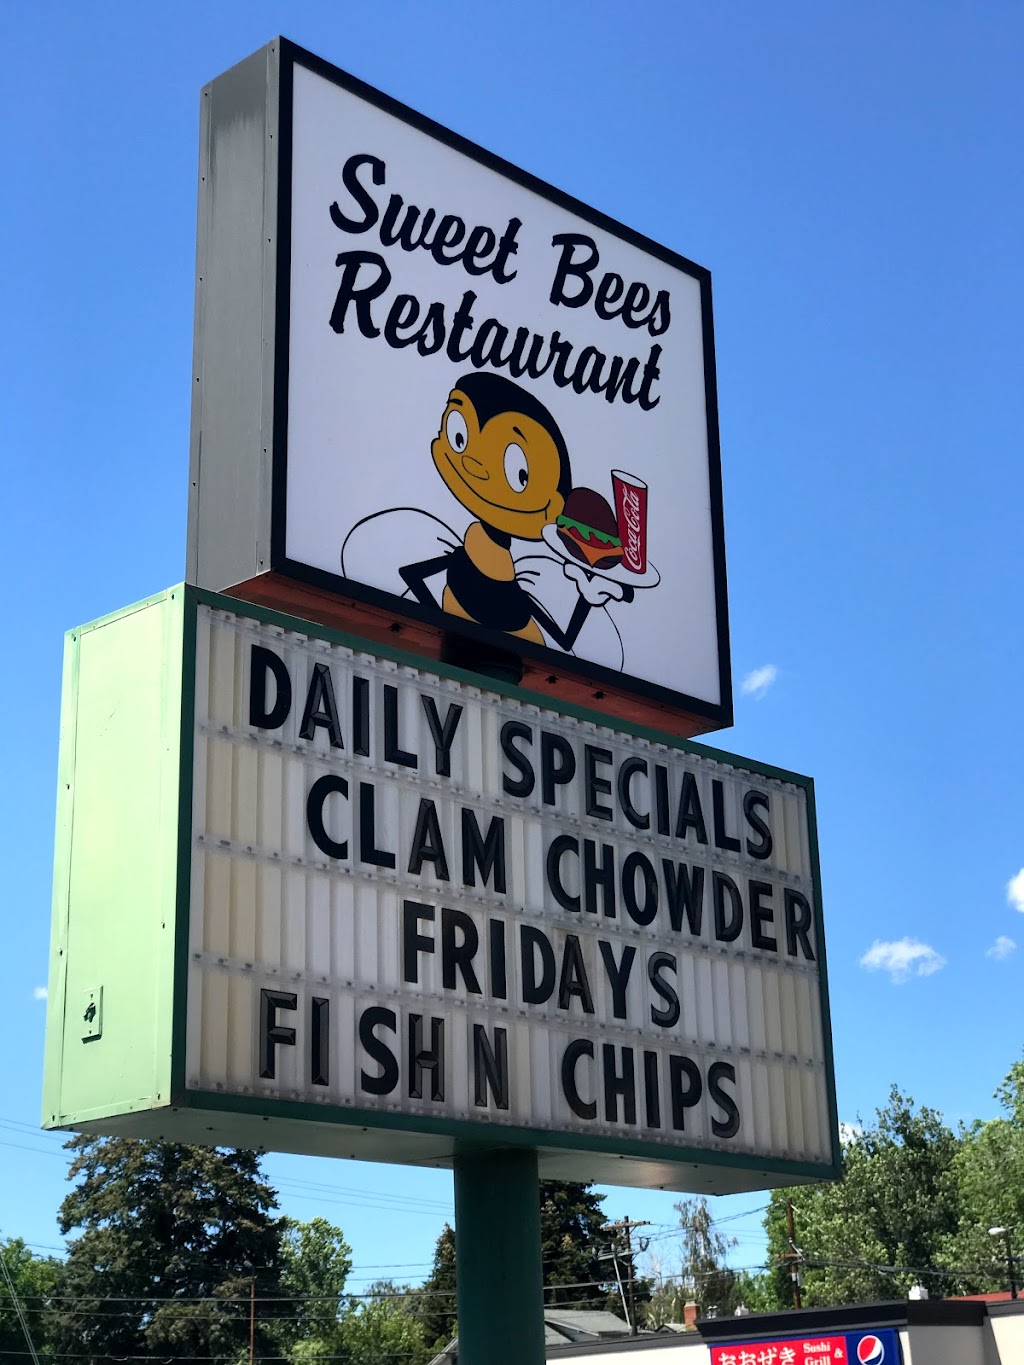 Sweet Bees
Restaurant
Coca-Cola
DAILY SPECIALS
CLAM CHOWDER
FRIDAYS
FISH N CHIPS
おおぜき
Sushi &
Grill